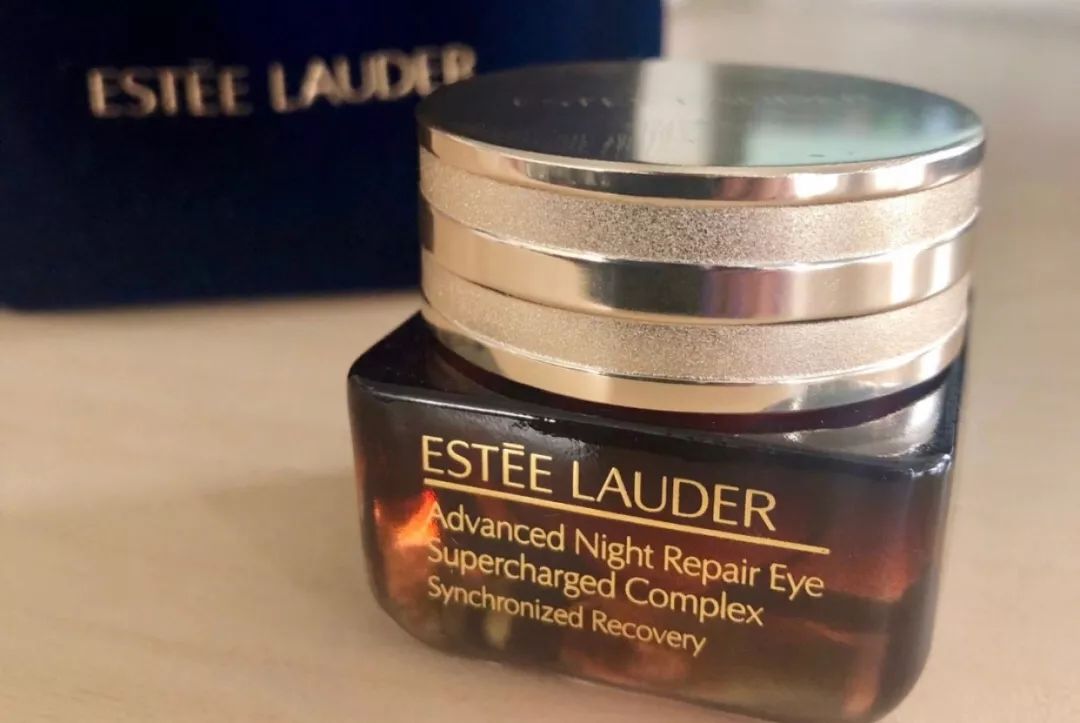 ESTĒE LAUDER
ESTĒE LAUDER
Advanced Night Repair Eye
Supercharged Complex
Synchronized Recovery